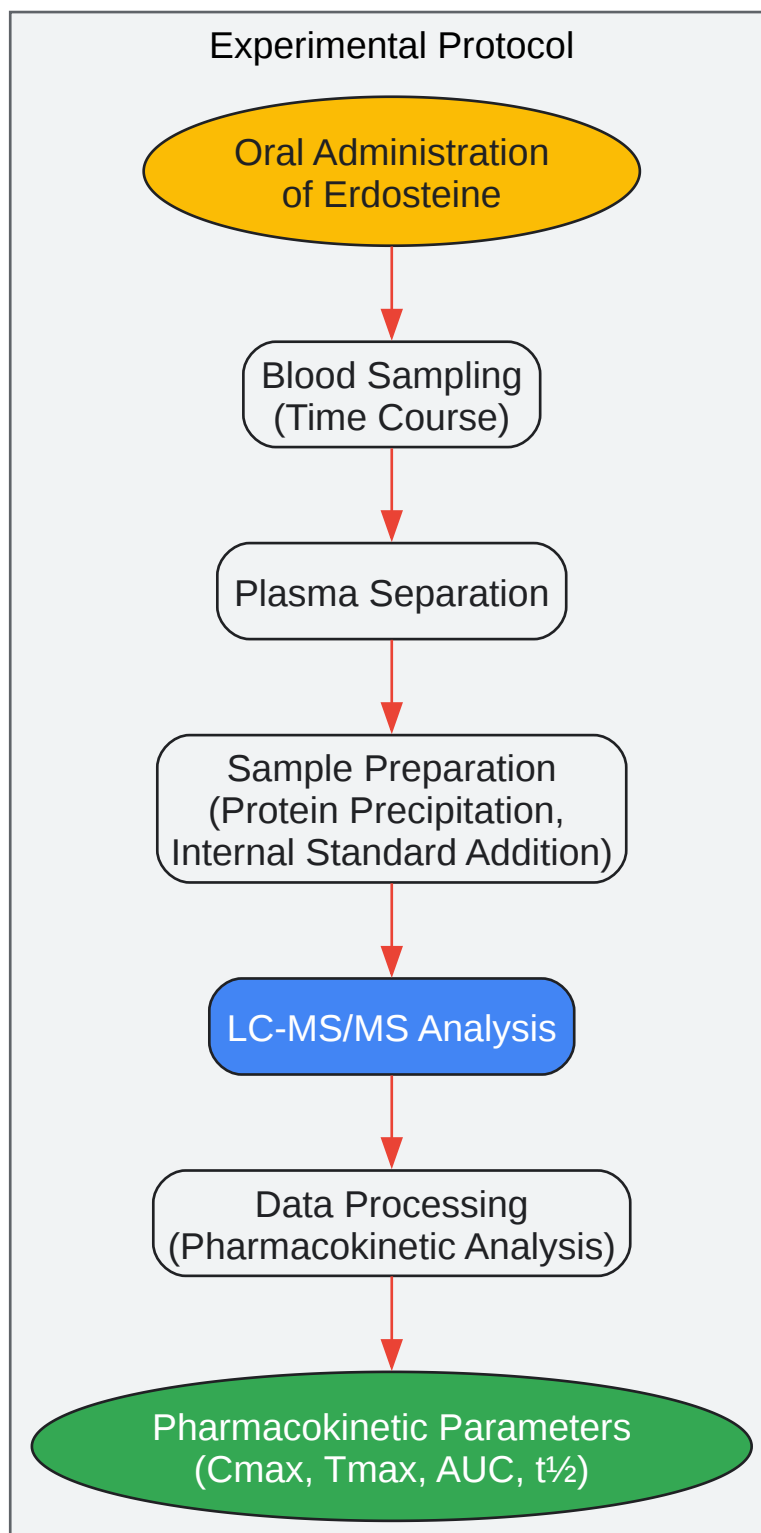 Experimental Protocol
Oral Administration
of Erdosteine
Blood Sampling
(Time Course)
Plasma Separation
Sample Preparation
(Protein Precipitation,
Internal Standard Addition)
LC-MS/MS Analysis
Data Processing
(Pharmacokinetic Analysis)
Pharmacokinetic Parameters
(Cmax, Tmax, AUC, t½)